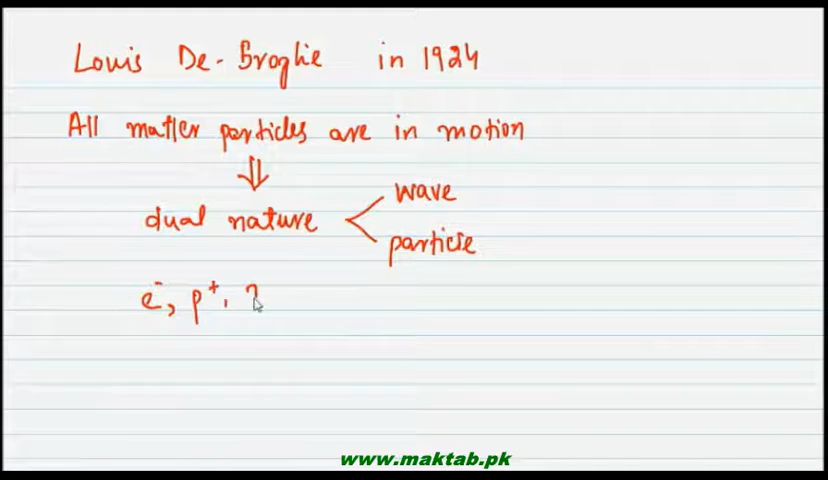 Louis De-Broglie in 1924
All matter particles are in motion
⇓
dual nature < wave
particle
e⁻, p⁺,
www.maktab.pk